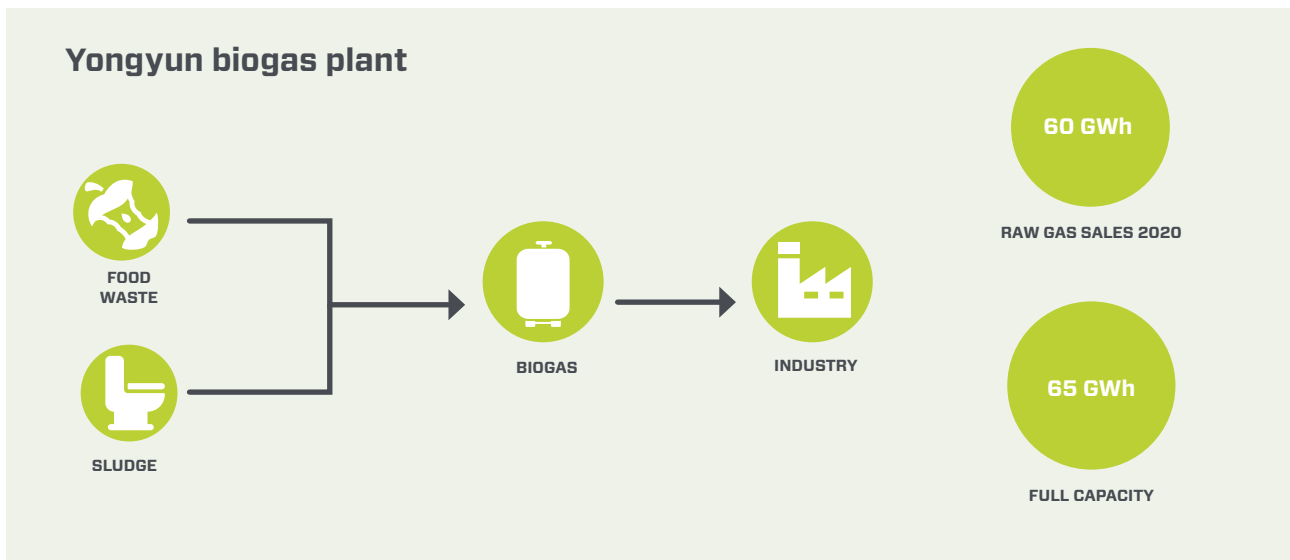 Yongyun biogas plant
FOOD
WASTE
SLUDGE
BIOGAS
INDUSTRY
60 GWh
RAW GAS SALES 2020
65 GWh
FULL CAPACITY